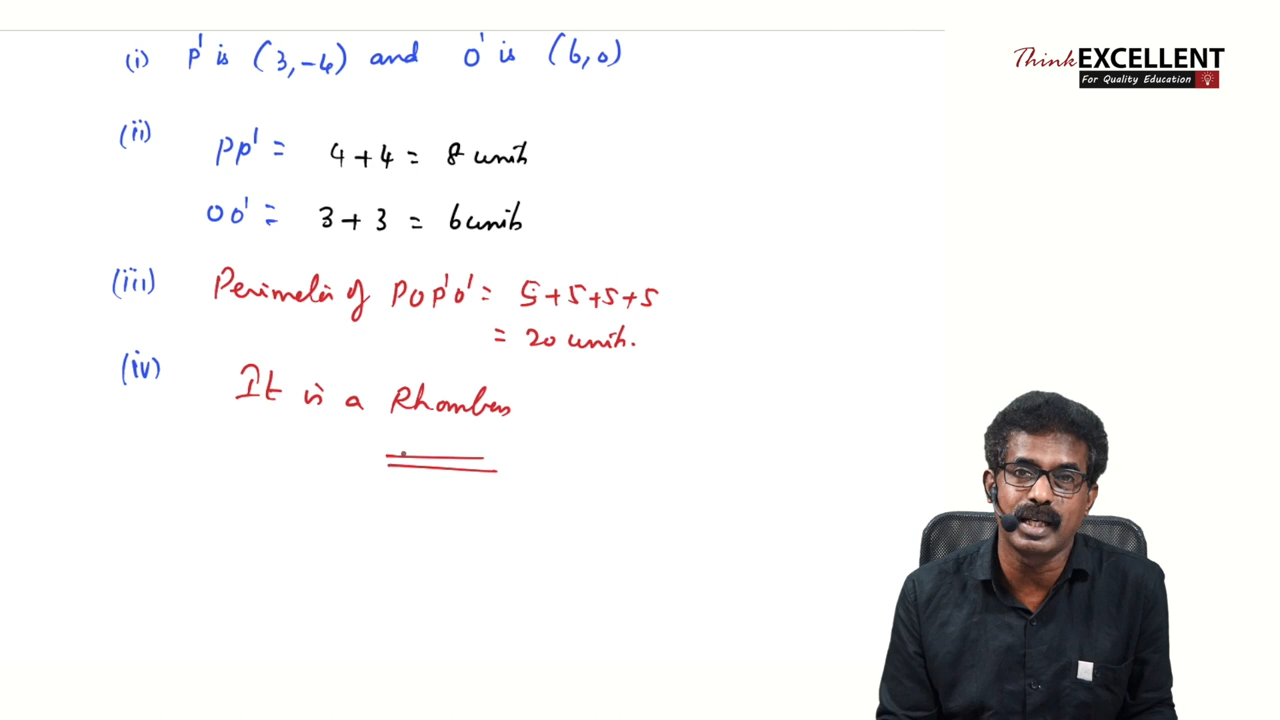 (i) P' is (3,-4) and O' is (6,0)
ThinkEXCELLENT
For Quality Education
(ii) PP' = 4+4 = 8 unit
OO' = 3+3 = 6 unit
(iii) Perimeter of POP'O' = 5+5+5+5
= 20 unit.
(iv) It is a Rhombus